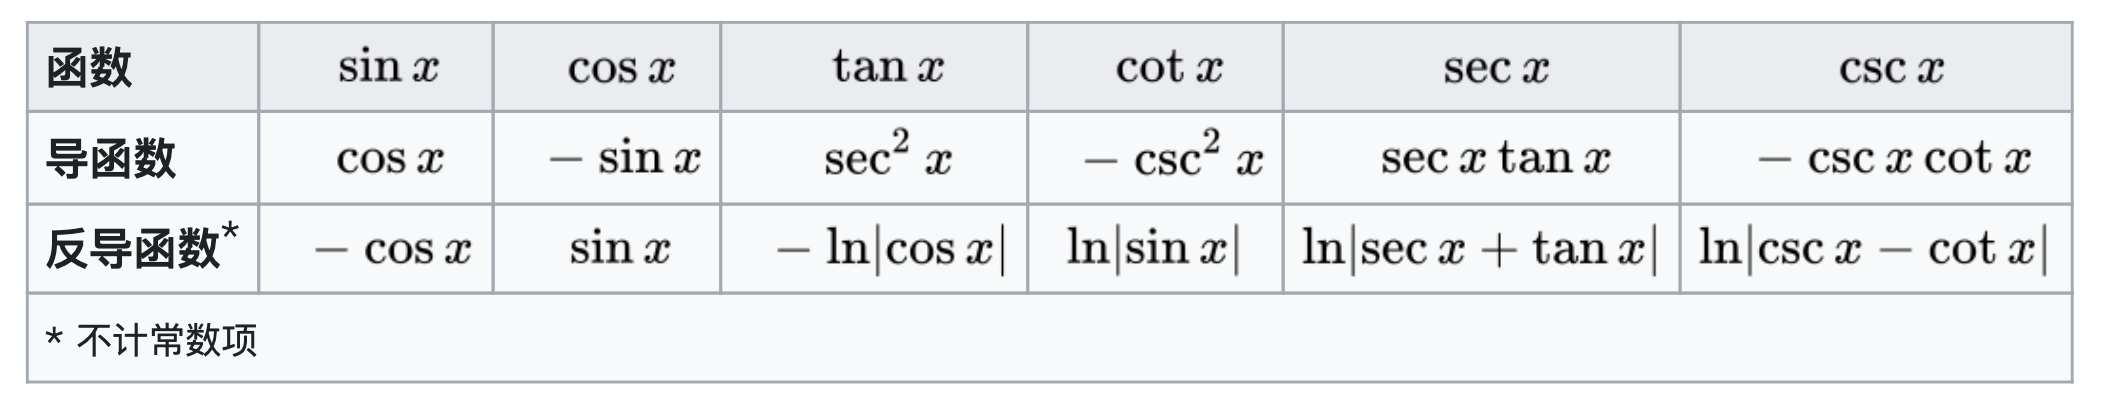 函数 sin x cos x tan x cot x sec x csc x
导函数 cos x − sin x sec² x − csc² x sec x tan x − csc x cot x
反导函数* − cos x sin x − ln|cos x| ln|sin x| ln|sec x + tan x| ln|csc x − cot x|
* 不计常数项